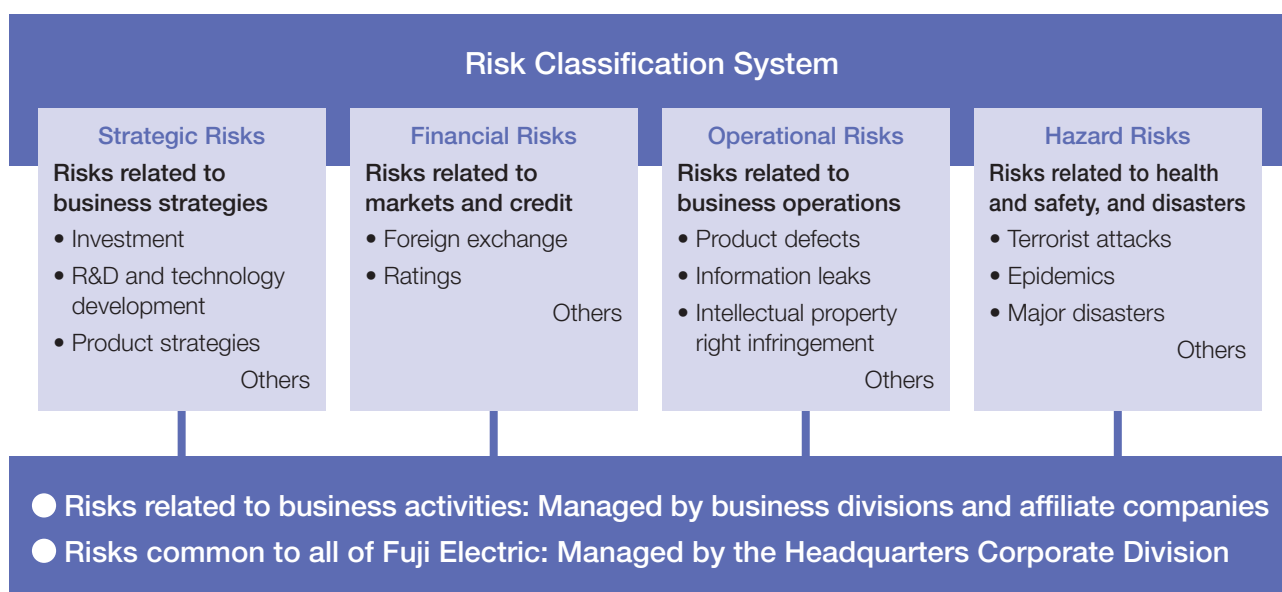 Risk Classification System
Strategic Risks
Risks related to
business strategies
• Investment
• R&D and technology
development
• Product strategies
Others
Financial Risks
Risks related to
markets and credit
• Foreign exchange
• Ratings
Others
Operational Risks
Risks related to
business operations
• Product defects
• Information leaks
• Intellectual property
right infringement
Others
Hazard Risks
Risks related to health
and safety, and disasters
• Terrorist attacks
• Epidemics
• Major disasters
Others
● Risks related to business activities: Managed by business divisions and affiliate companies
● Risks common to all of Fuji Electric: Managed by the Headquarters Corporate Division